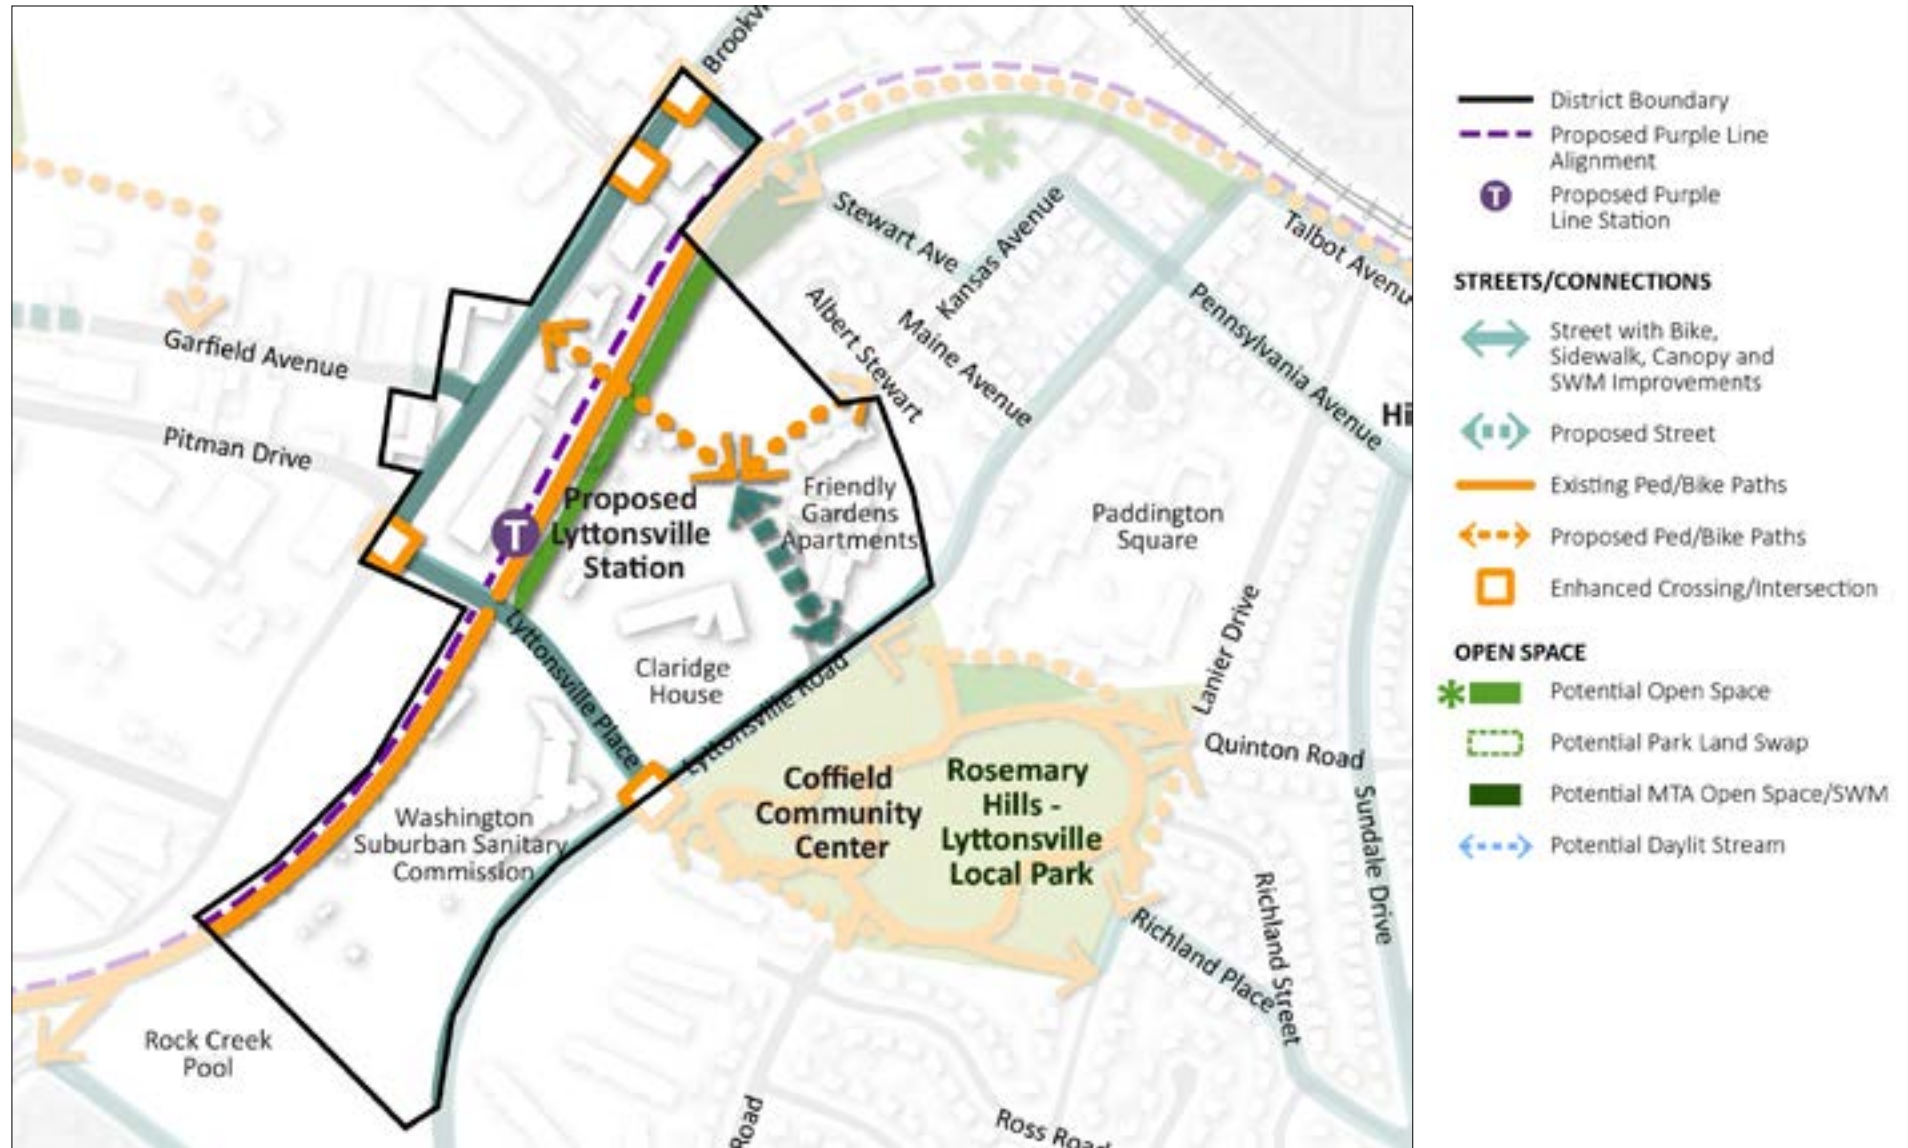 Brookv
Stewart Ave
Kansas Avenue
Talbot Avenu
Albert Stewart
Maine Avenue
Pennsylvania Avenue
Garfield Avenue
Pitman Drive
Hi
T
Proposed
Lyttonsville
Station
Friendly
Gardens
Apartments
Paddington
Square
Lyttonsville Place
Claridge
House
Lyttonsville Road
Lanier Drive
Quinton Road
Sundale Drive
Coffield
Community
Center
Rosemary
Hills -
Lyttonsville
Local Park
Washington
Suburban Sanitary
Commission
Richland Place
Richland Street
Rock Creek
Pool
Road
Ross Road
District Boundary
Proposed Purple Line
Alignment
T
Proposed Purple
Line Station
STREETS/CONNECTIONS
Street with Bike,
Sidewalk, Canopy and
SWM Improvements
Proposed Street
Existing Ped/Bike Paths
Proposed Ped/Bike Paths
Enhanced Crossing/Intersection
OPEN SPACE
Potential Open Space
Potential Park Land Swap
Potential MTA Open Space/SWM
Potential Daylit Stream